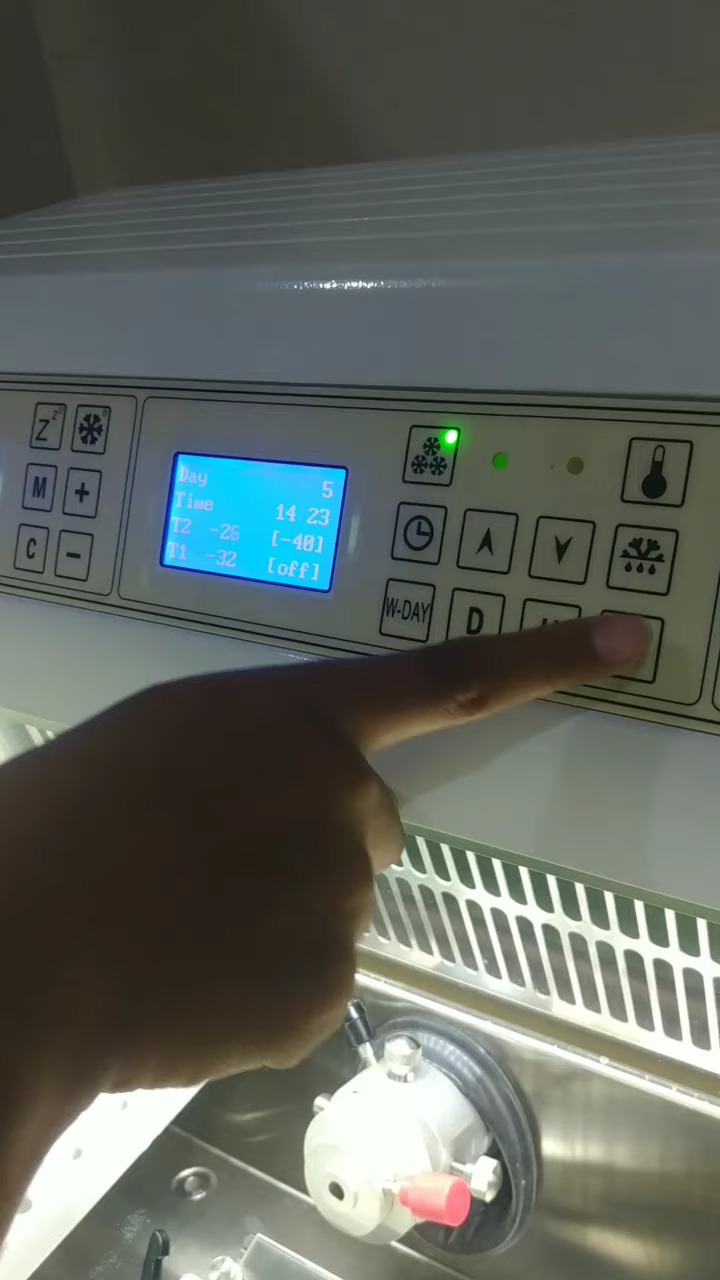 Z z z
M +
C -
Day 5
Time 14 23
T2 -26 [-40]
T1 -32 [off]
W-DAY D